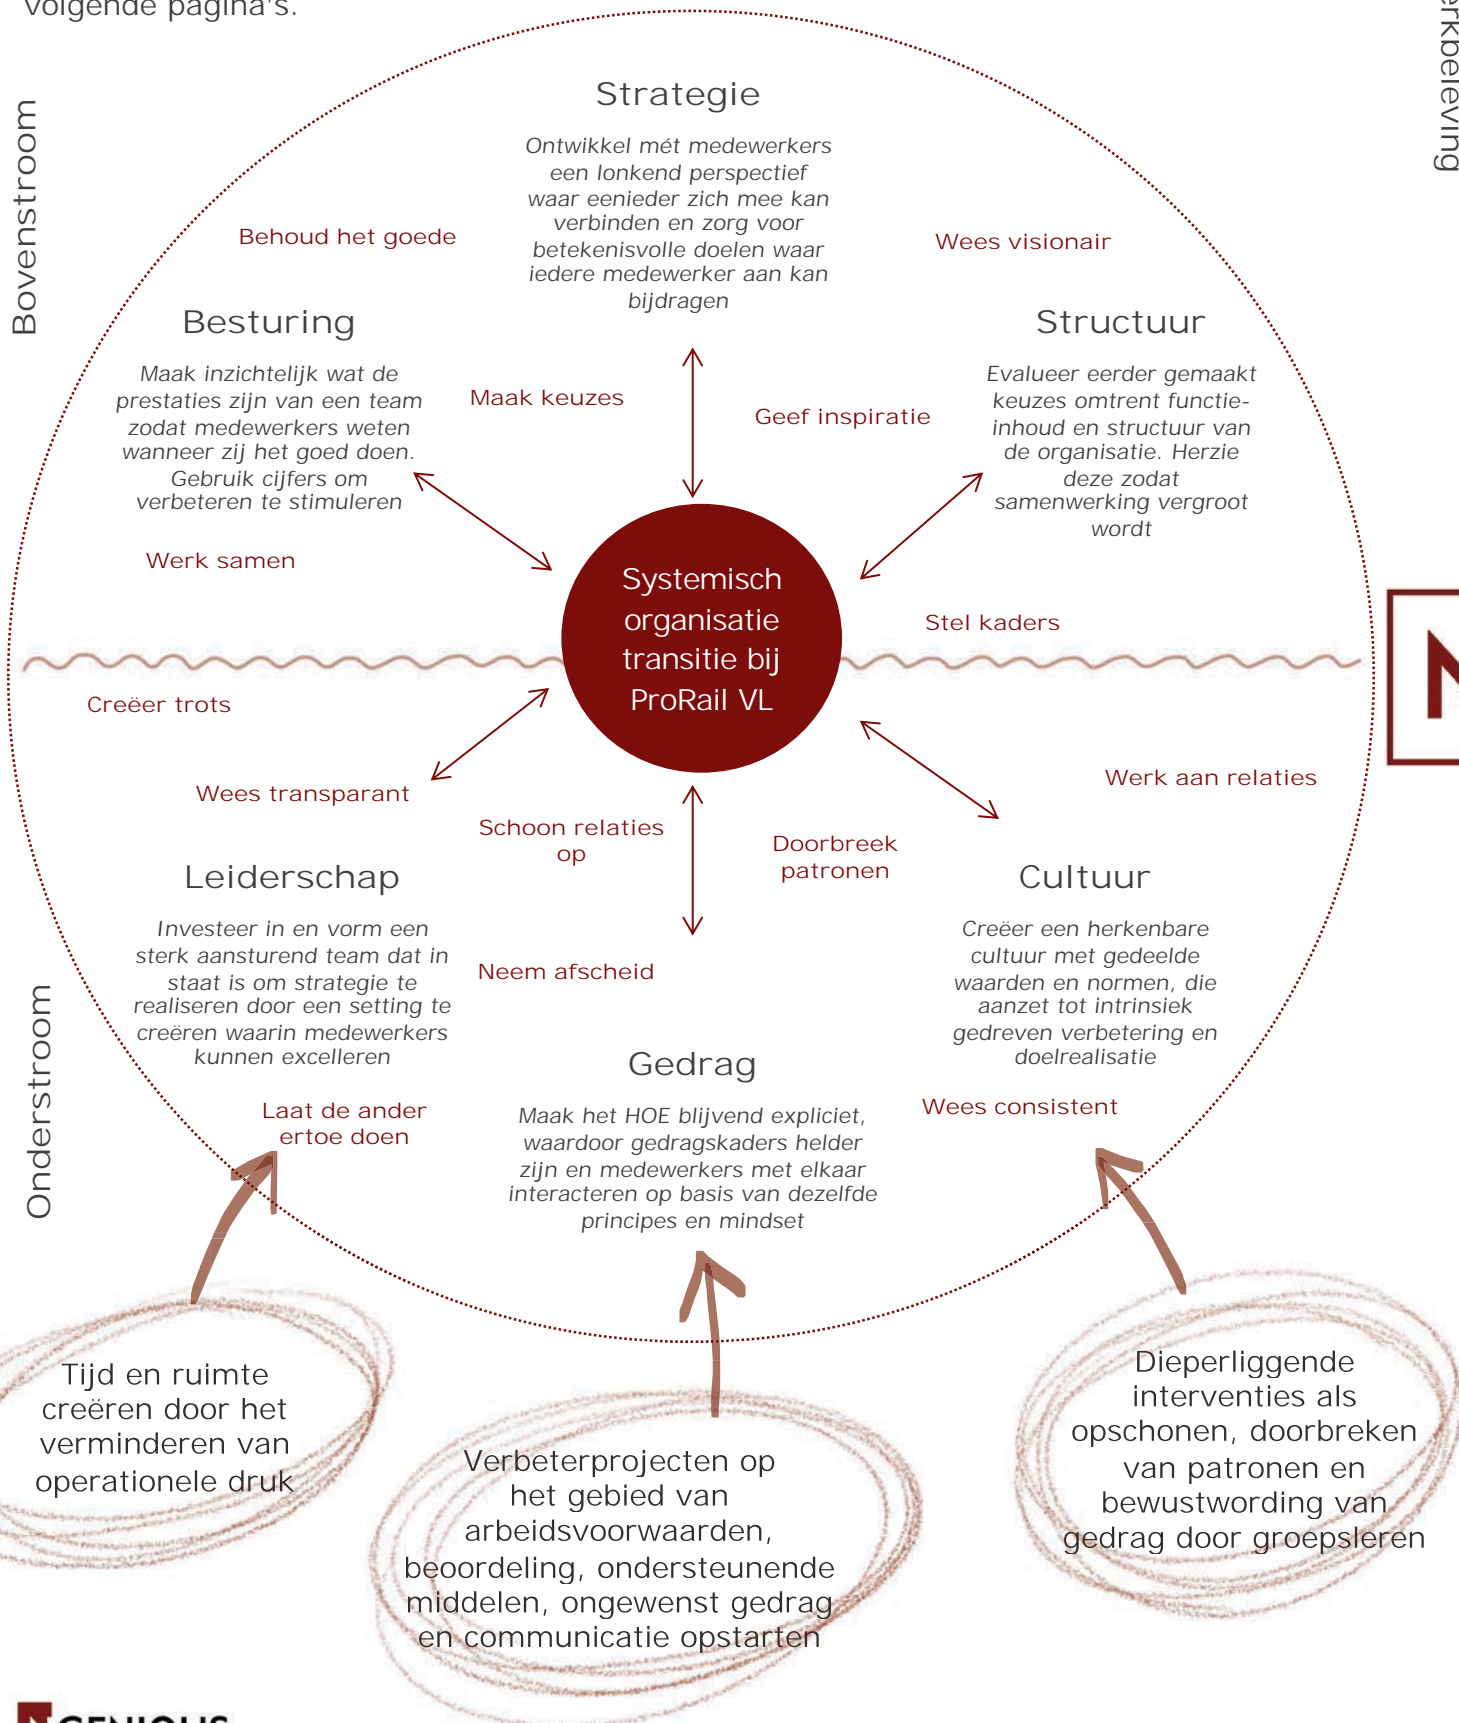 volgende pagina's.
Bovenstroom
Strategie
Ontwikkel mét medewerkers
een lonkend perspectief
waar eenieder zich mee kan
verbinden en zorg voor
betekenisvolle doelen waar
iedere medewerker aan kan
bijdragen
Behoud het goede
Wees visionair
Besturing
Maak inzichtelijk wat de
prestaties zijn van een team
zodat medewerkers weten
wanneer zij het goed doen.
Gebruik cijfers om
verbeteren te stimuleren
Maak keuzes
Geef inspiratie
Structuur
Evalueer eerder gemaakt
keuzes omtrent functie-
inhoud en structuur van
de organisatie. Herzie
deze zodat
samenwerking vergroot
wordt
Werk samen
Systemisch
organisatie
transitie bij
ProRail VL
Stel kaders
Creëer trots
Wees transparant
Schoon relaties
op
Doorbreek
patronen
Werk aan relaties
Onderstroom
Leiderschap
Investeer in en vorm een
sterk aansturend team dat in
staat is om strategie te
realiseren door een setting te
creëren waarin medewerkers
kunnen excelleren
Neem afscheid
Cultuur
Creëer een herkenbare
cultuur met gedeelde
waarden en normen, die
aanzet tot intrinsiek
gedreven verbetering en
doelrealisatie
Gedrag
Maak het HOE blijvend expliciet,
waardoor gedragskaders helder
zijn en medewerkers met elkaar
interacteren op basis van dezelfde
principes en mindset
Laat de ander
ertoe doen
Wees consistent
Tijd en ruimte
creëren door het
verminderen van
operationele druk
Verbeterprojecten op
het gebied van
arbeidsvoorwaarden,
beoordeling, ondersteunende
middelen, ongewenst gedrag
en communicatie opstarten
Dieperliggende
interventies als
opschonen, doorbreken
van patronen en
bewustwording van
gedrag door groepsleren